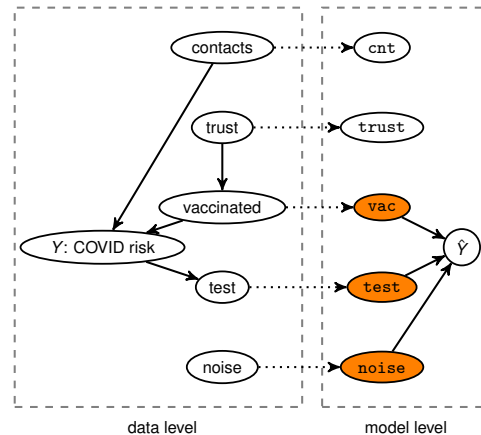 contacts
cnt
trust
trust
vaccinated
vac
Y: COVID risk
Ŷ
test
test
noise
noise
data level
model level